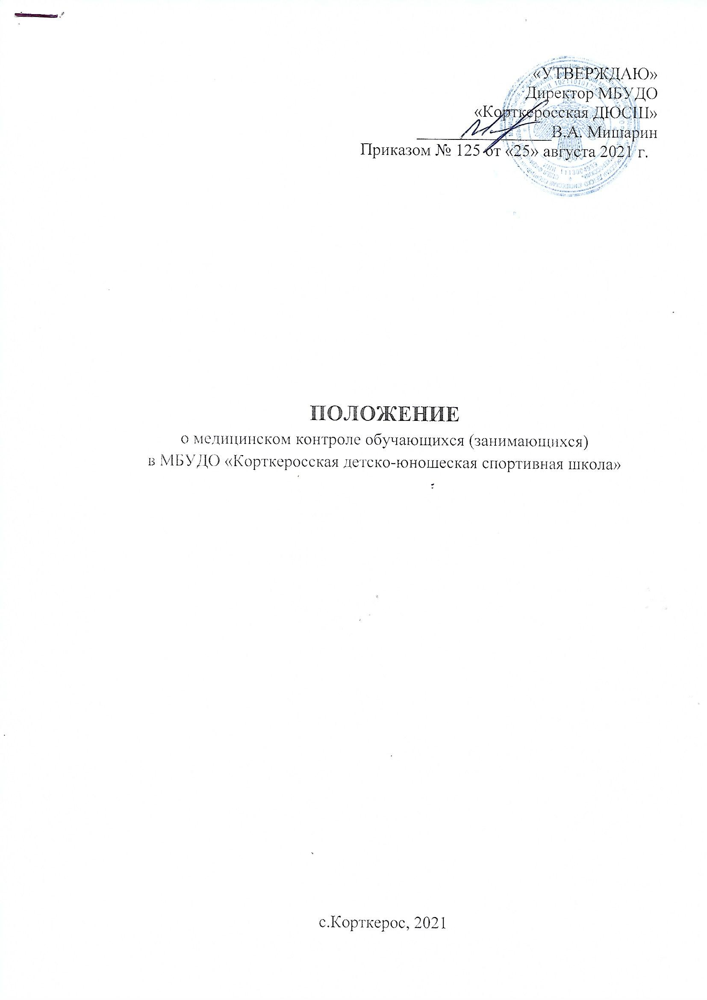 «УТВЕРЖДАЮ»
Директор МБУДО
«Корткеросская ДЮСШ»
________________В.А. Мишарин
Приказом № 125 от «25» августа 2021 г.
ПОЛОЖЕНИЕ
о медицинском контроле обучающихся (занимающихся)
в МБУДО «Корткеросская детско-юношеская спортивная школа»
с.Корткерос, 2021